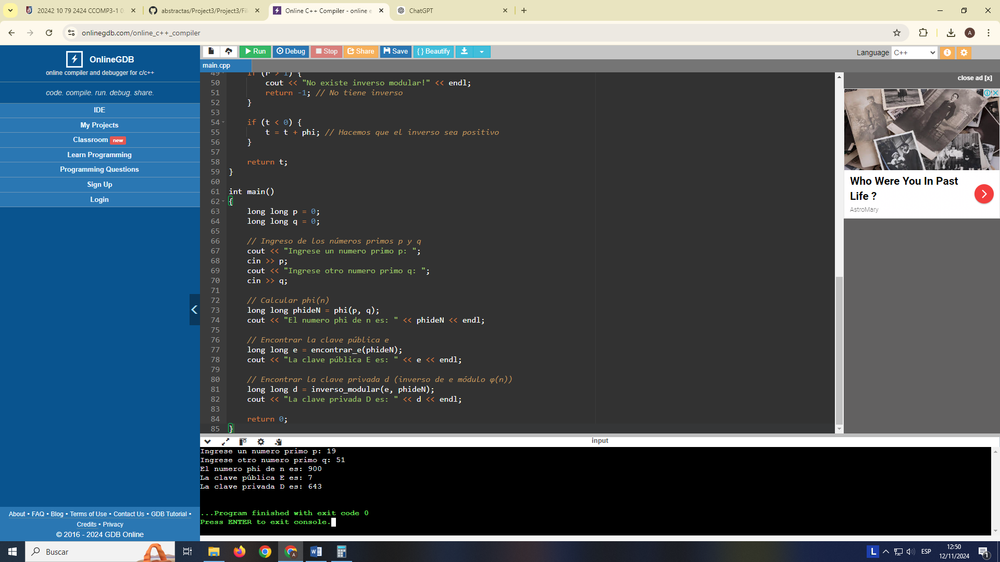 20242 10 79 2424 CCOMP3-1
abstractas/Project3/Project3/Fil
Online C++ Compiler - online e
ChatGPT
onlinegdb.com/online_c++_compiler
OnlineGDB
online compiler and debugger for c/c++
code. compile. run. debug. share.
IDE
My Projects
Classroom new
Learn Programming
Programming Questions
Sign Up
Login
About • FAQ • Blog • Terms of Use • Contact Us • GDB Tutorial •
Credits • Privacy
© 2016 - 2024 GDB Online
Run Debug Stop Share Save { } Beautify
Language C++
main.cpp
49 if (r > 1) {
50 cout << "No existe inverso modular!" << endl;
51 return -1; // No tiene inverso
52 }
53
54 if (t < 0) {
55 t = t + phi; // Hacemos que el inverso sea positivo
56 }
57
58 return t;
59 }
60
61 int main()
62 {
63 long long p = 0;
64 long long q = 0;
65
66 // Ingreso de los números primos p y q
67 cout << "Ingrese un numero primo p: ";
68 cin >> p;
69 cout << "Ingrese otro numero primo q: ";
70 cin >> q;
71
72 // Calcular phi(n)
73 long long phideN = phi(p, q);
74 cout << "El numero phi de n es: " << phideN << endl;
75
76 // Encontrar la clave pública e
77 long long e = encontrar_e(phideN);
78 cout << "La clave pública E es: " << e << endl;
79
80 // Encontrar la clave privada d (inverso de e módulo φ(n))
81 long long d = inverso_modular(e, phideN);
82 cout << "La clave privada D es: " << d << endl;
83
84 return 0;
85 }
close ad [x]
Who Were You In Past
Life ?
AstroMary
input
Ingrese un numero primo p: 19
Ingrese otro numero primo q: 51
El numero phi de n es: 900
La clave pública E es: 7
La clave privada D es: 643
...Program finished with exit code 0
Press ENTER to exit console.
Buscar
L
ESP
12:50
12/11/2024
1